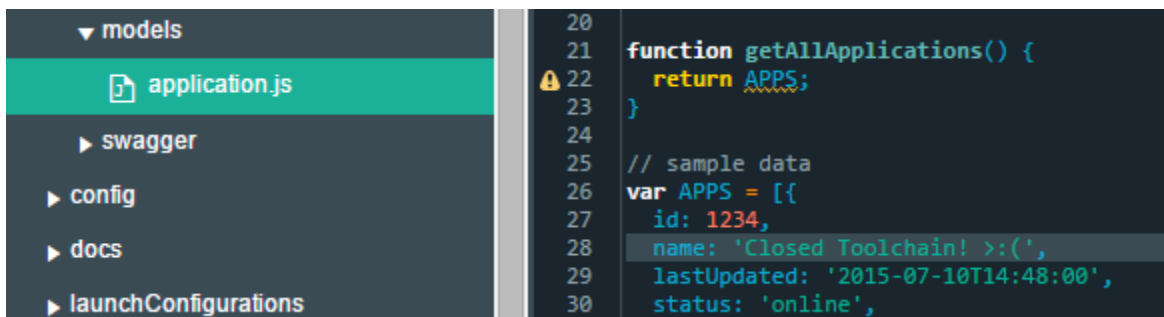 models
application.js
swagger
config
docs
launchConfigurations
20
21 function getAllApplications() {
22   return APPS;
23 }
24
25 // sample data
26 var APPS = [{
27   id: 1234,
28   name: 'Closed Toolchain! >:(',
29   lastUpdated: '2015-07-10T14:48:00',
30   status: 'online',